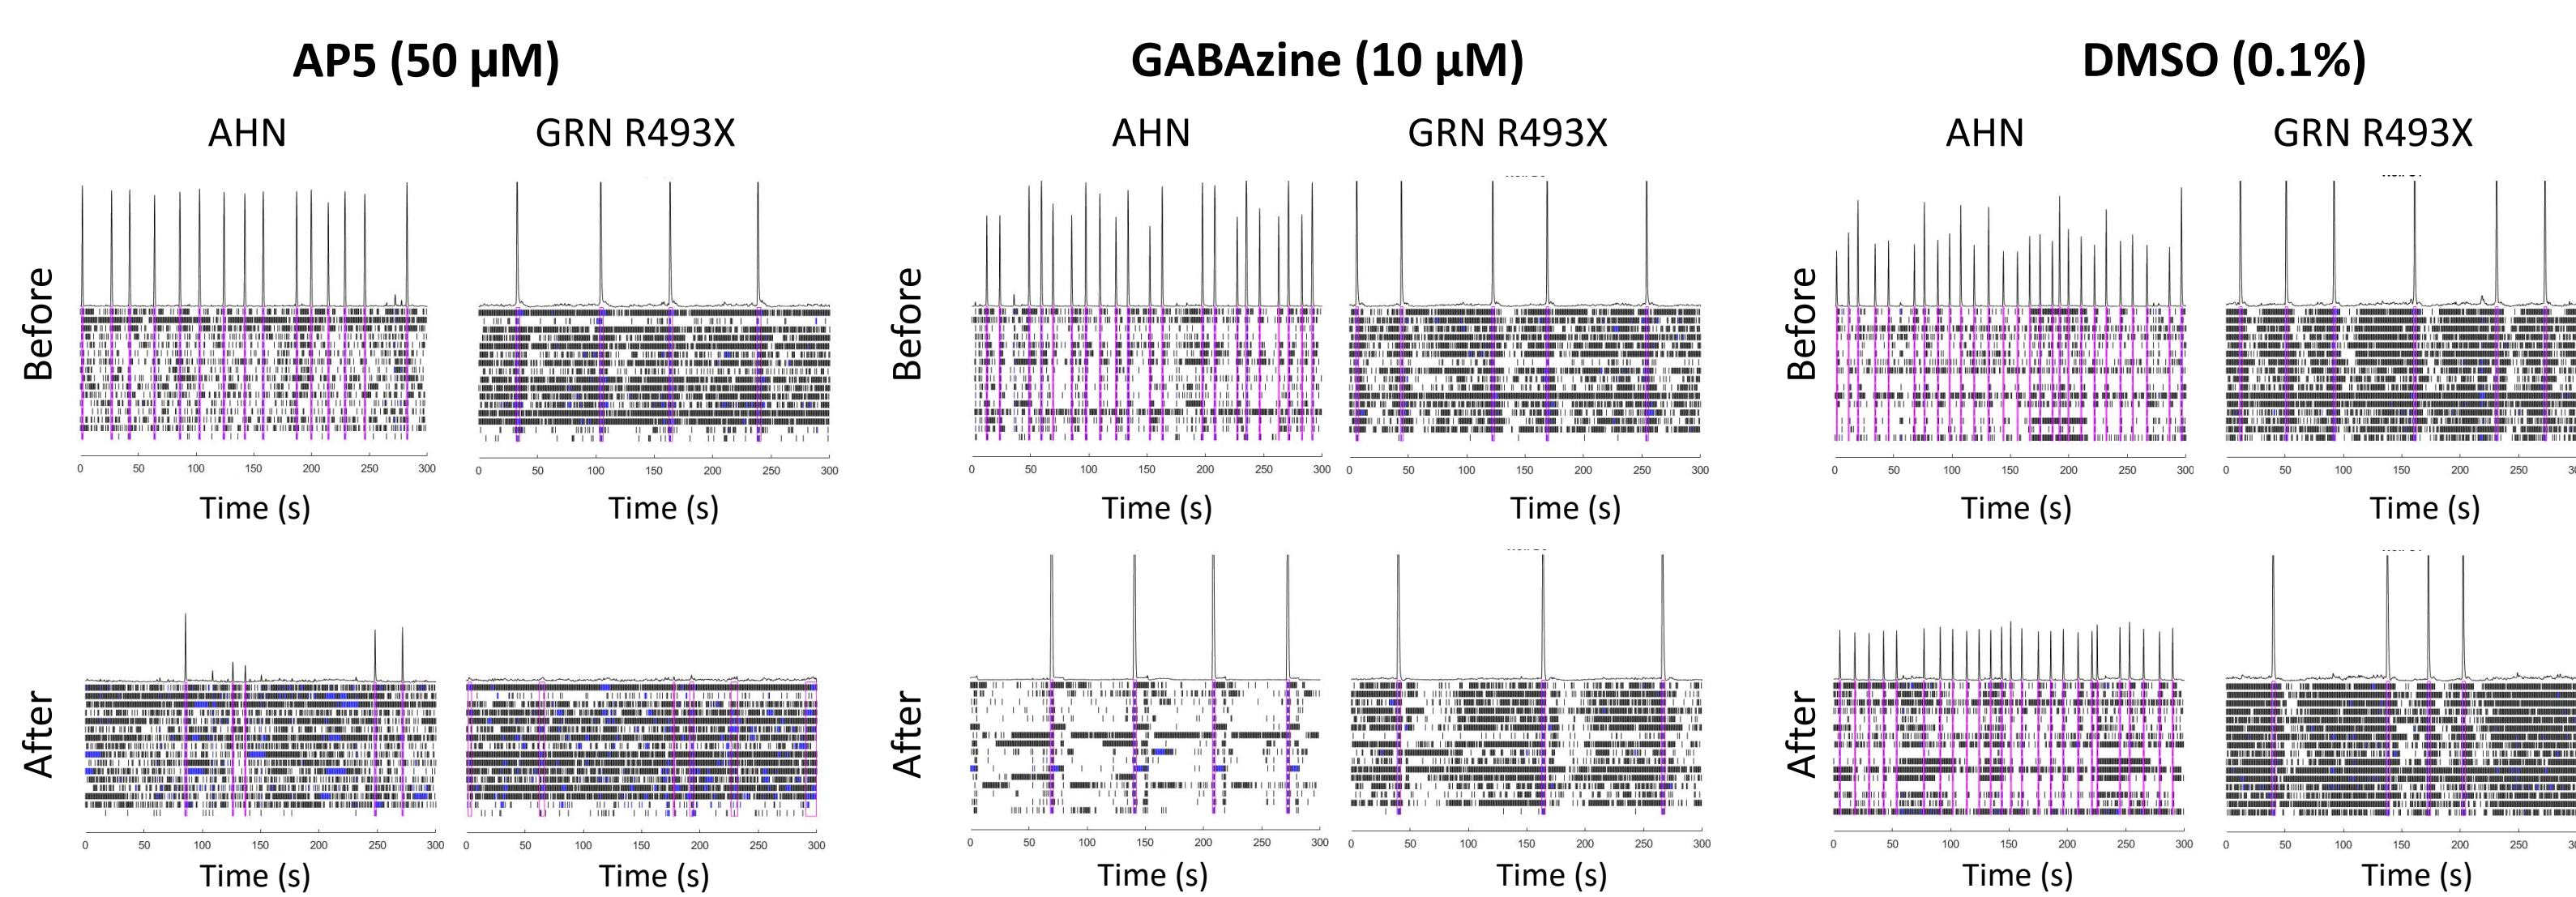 AP5 (50 µM) GABAzine (10 µM) DMSO (0.1%)
AHN GRN R493X AHN GRN R493X AHN GRN R493X
Before Before Before
0 50 100 150 200 250 300 0 50 100 150 200 250 300 0 50 100 150 200 250 300 0 50 100 150 200 250 300 0 50 100 150 200 250 300 0 50 100 150 200 250
Time (s) Time (s) Time (s) Time (s) Time (s) Time (s)
After After After
0 50 100 150 200 250 300 0 50 100 150 200 250 300 0 50 100 150 200 250 300 0 50 100 150 200 250 300 0 50 100 150 200 250 300 0 50 100 150 200 250
Time (s) Time (s) Time (s) Time (s) Time (s) Time (s)